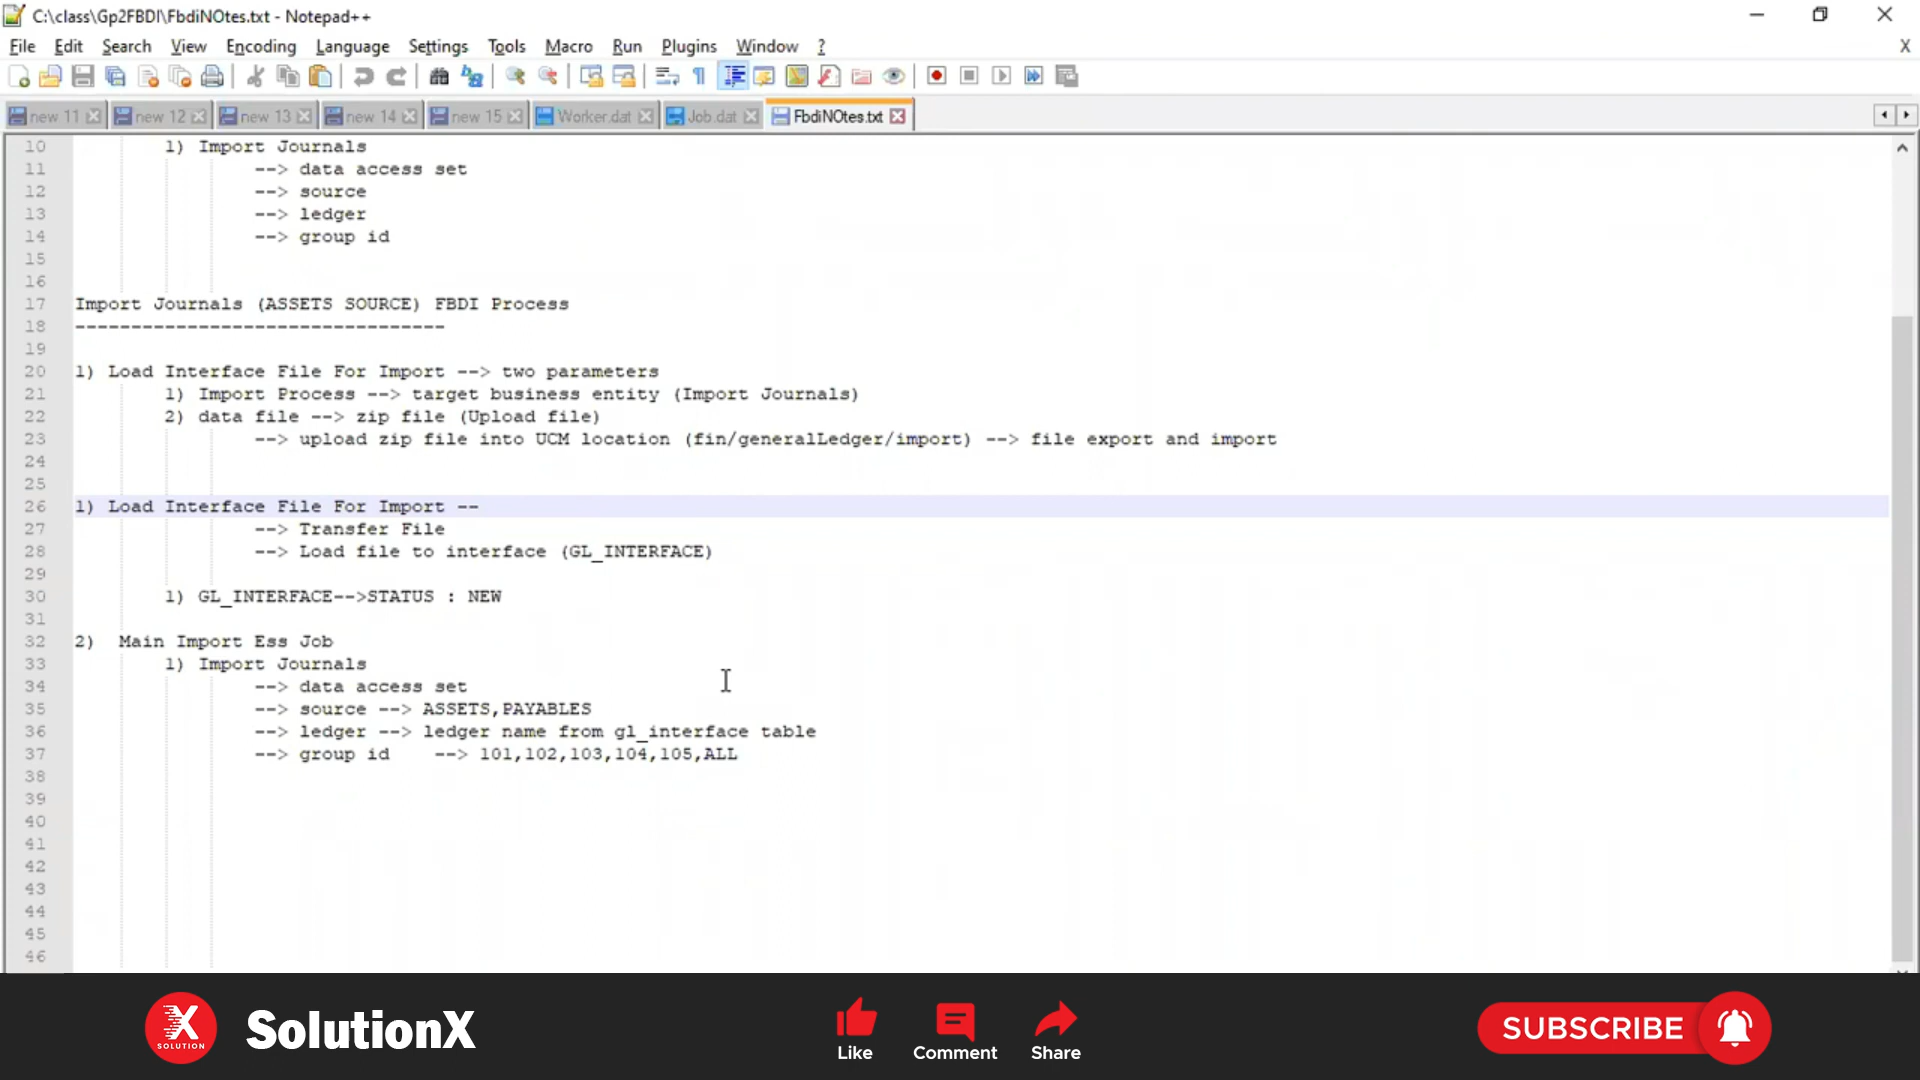 C:\class\Gp2FBDI\FbdiNOtes.txt - Notepad++
File Edit Search View Encoding Language Settings Tools Macro Run Plugins Window ? X
new 11 new 12 new 13 new 14 new 15 Worker.dat Job.dat FbdiNOtes.txt
10 1) Import Journals
11 --> data access set
12 --> source
13 --> ledger
14 --> group id
15
16
17 Import Journals (ASSETS SOURCE) FBDI Process
18 ---------------------------------
19
20 1) Load Interface File For Import --> two parameters
21 1) Import Process --> target business entity (Import Journals)
22 2) data file --> zip file (Upload file)
23 --> upload zip file into UCM location (fin/generalLedger/import) --> file export and import
24
25
26 1) Load Interface File For Import --
27 --> Transfer File
28 --> Load file to interface (GL_INTERFACE)
29
30 1) GL_INTERFACE-->STATUS : NEW
31
32 2) Main Import Ess Job
33 1) Import Journals
34 --> data access set
35 --> source --> ASSETS,PAYABLES
36 --> ledger --> ledger name from gl_interface table
37 --> group id --> 101,102,103,104,105,ALL
38
39
40
41
42
43
44
45
46
X SOLUTION
SolutionX
Like
Comment
Share
SUBSCRIBE